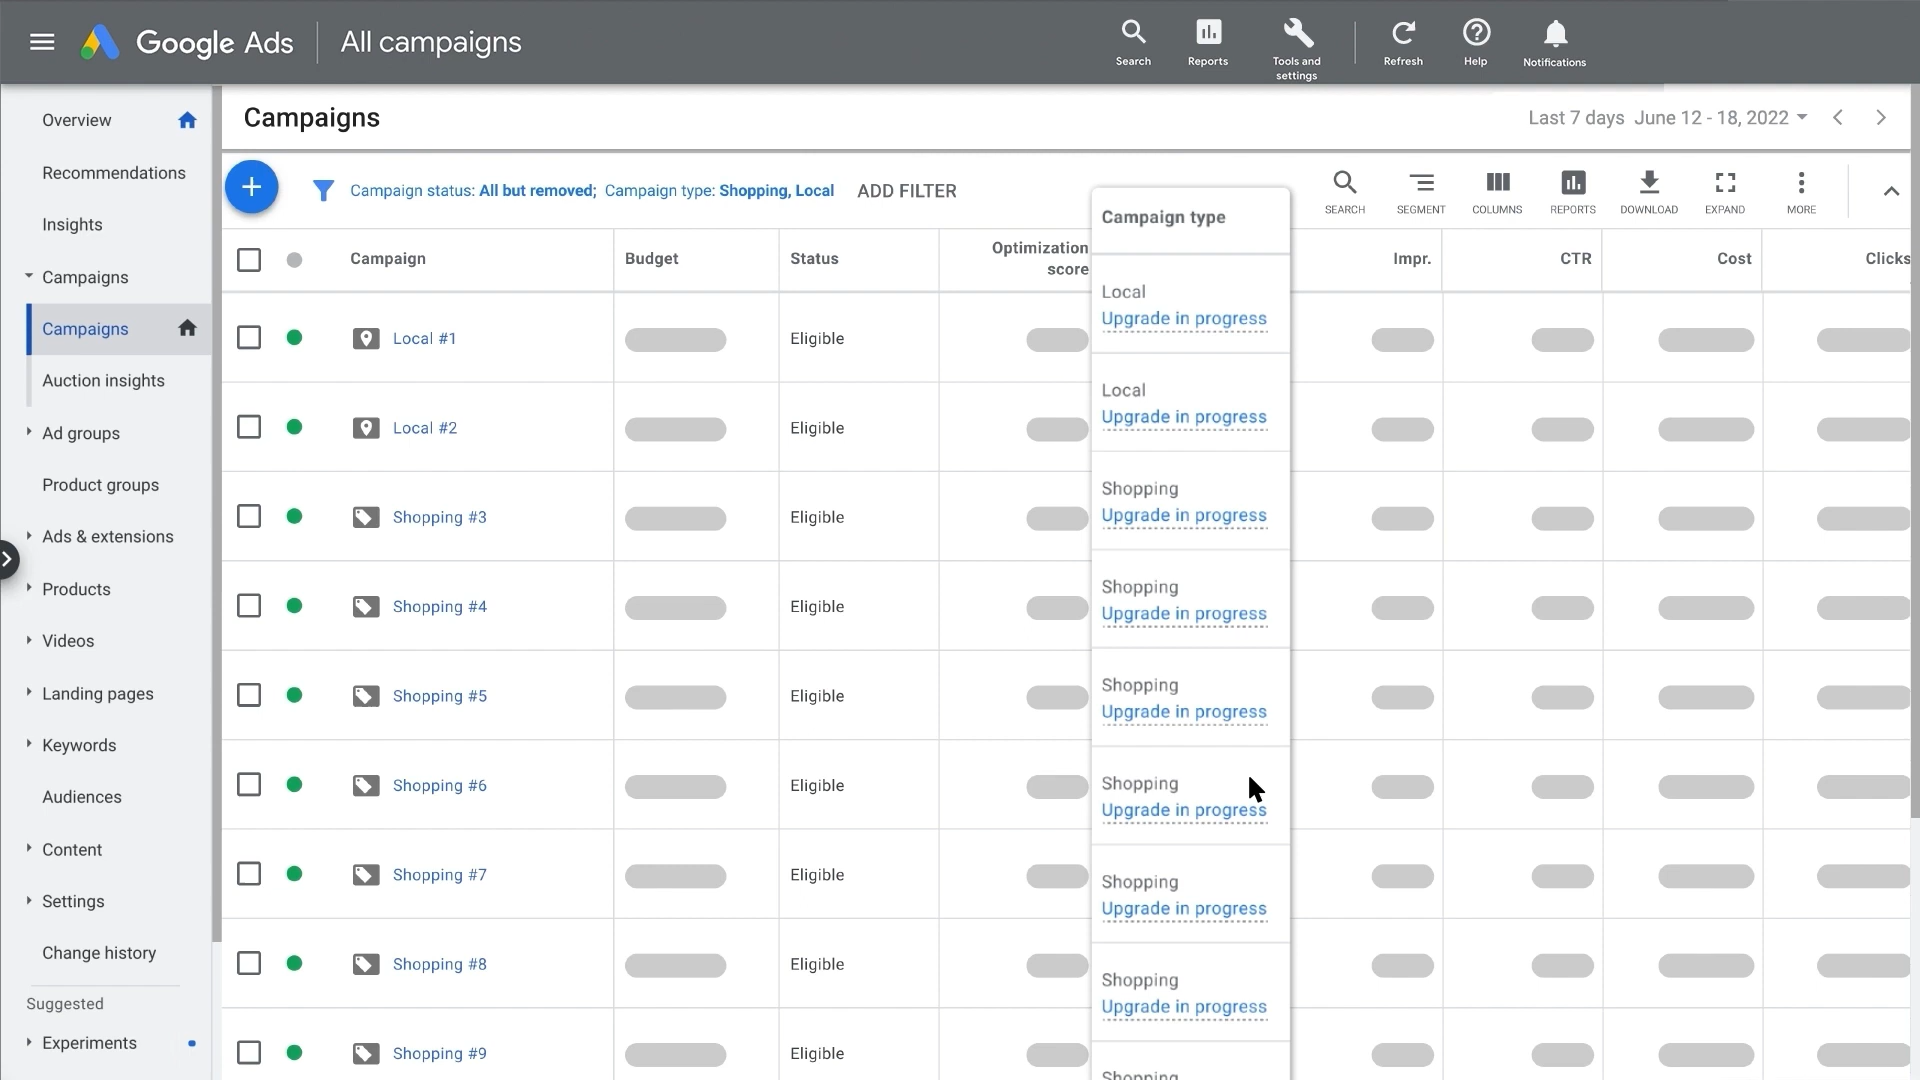 Google Ads
All campaigns
Search
Reports
Tools and
settings
Refresh
Help
Notifications
Overview
Recommendations
Insights
Campaigns
Campaigns
Auction insights
Ad groups
Product groups
Ads & extensions
Products
Videos
Landing pages
Keywords
Audiences
Content
Settings
Change history
Suggested
Experiments
Campaigns
Last 7 days June 12 - 18, 2022
Campaign status: All but removed; Campaign type: Shopping, Local ADD FILTER
SEARCH
SEGMENT
COLUMNS
REPORTS
DOWNLOAD
EXPAND
MORE
Campaign
Budget
Status
Optimization
score
Campaign type
Impr.
CTR
Cost
Clicks
Local #1
Eligible
Local
Upgrade in progress
Local #2
Eligible
Local
Upgrade in progress
Shopping #3
Eligible
Shopping
Upgrade in progress
Shopping #4
Eligible
Shopping
Upgrade in progress
Shopping #5
Eligible
Shopping
Upgrade in progress
Shopping #6
Eligible
Shopping
Upgrade in progress
Shopping #7
Eligible
Shopping
Upgrade in progress
Shopping #8
Eligible
Shopping
Upgrade in progress
Shopping #9
Eligible
Shopping